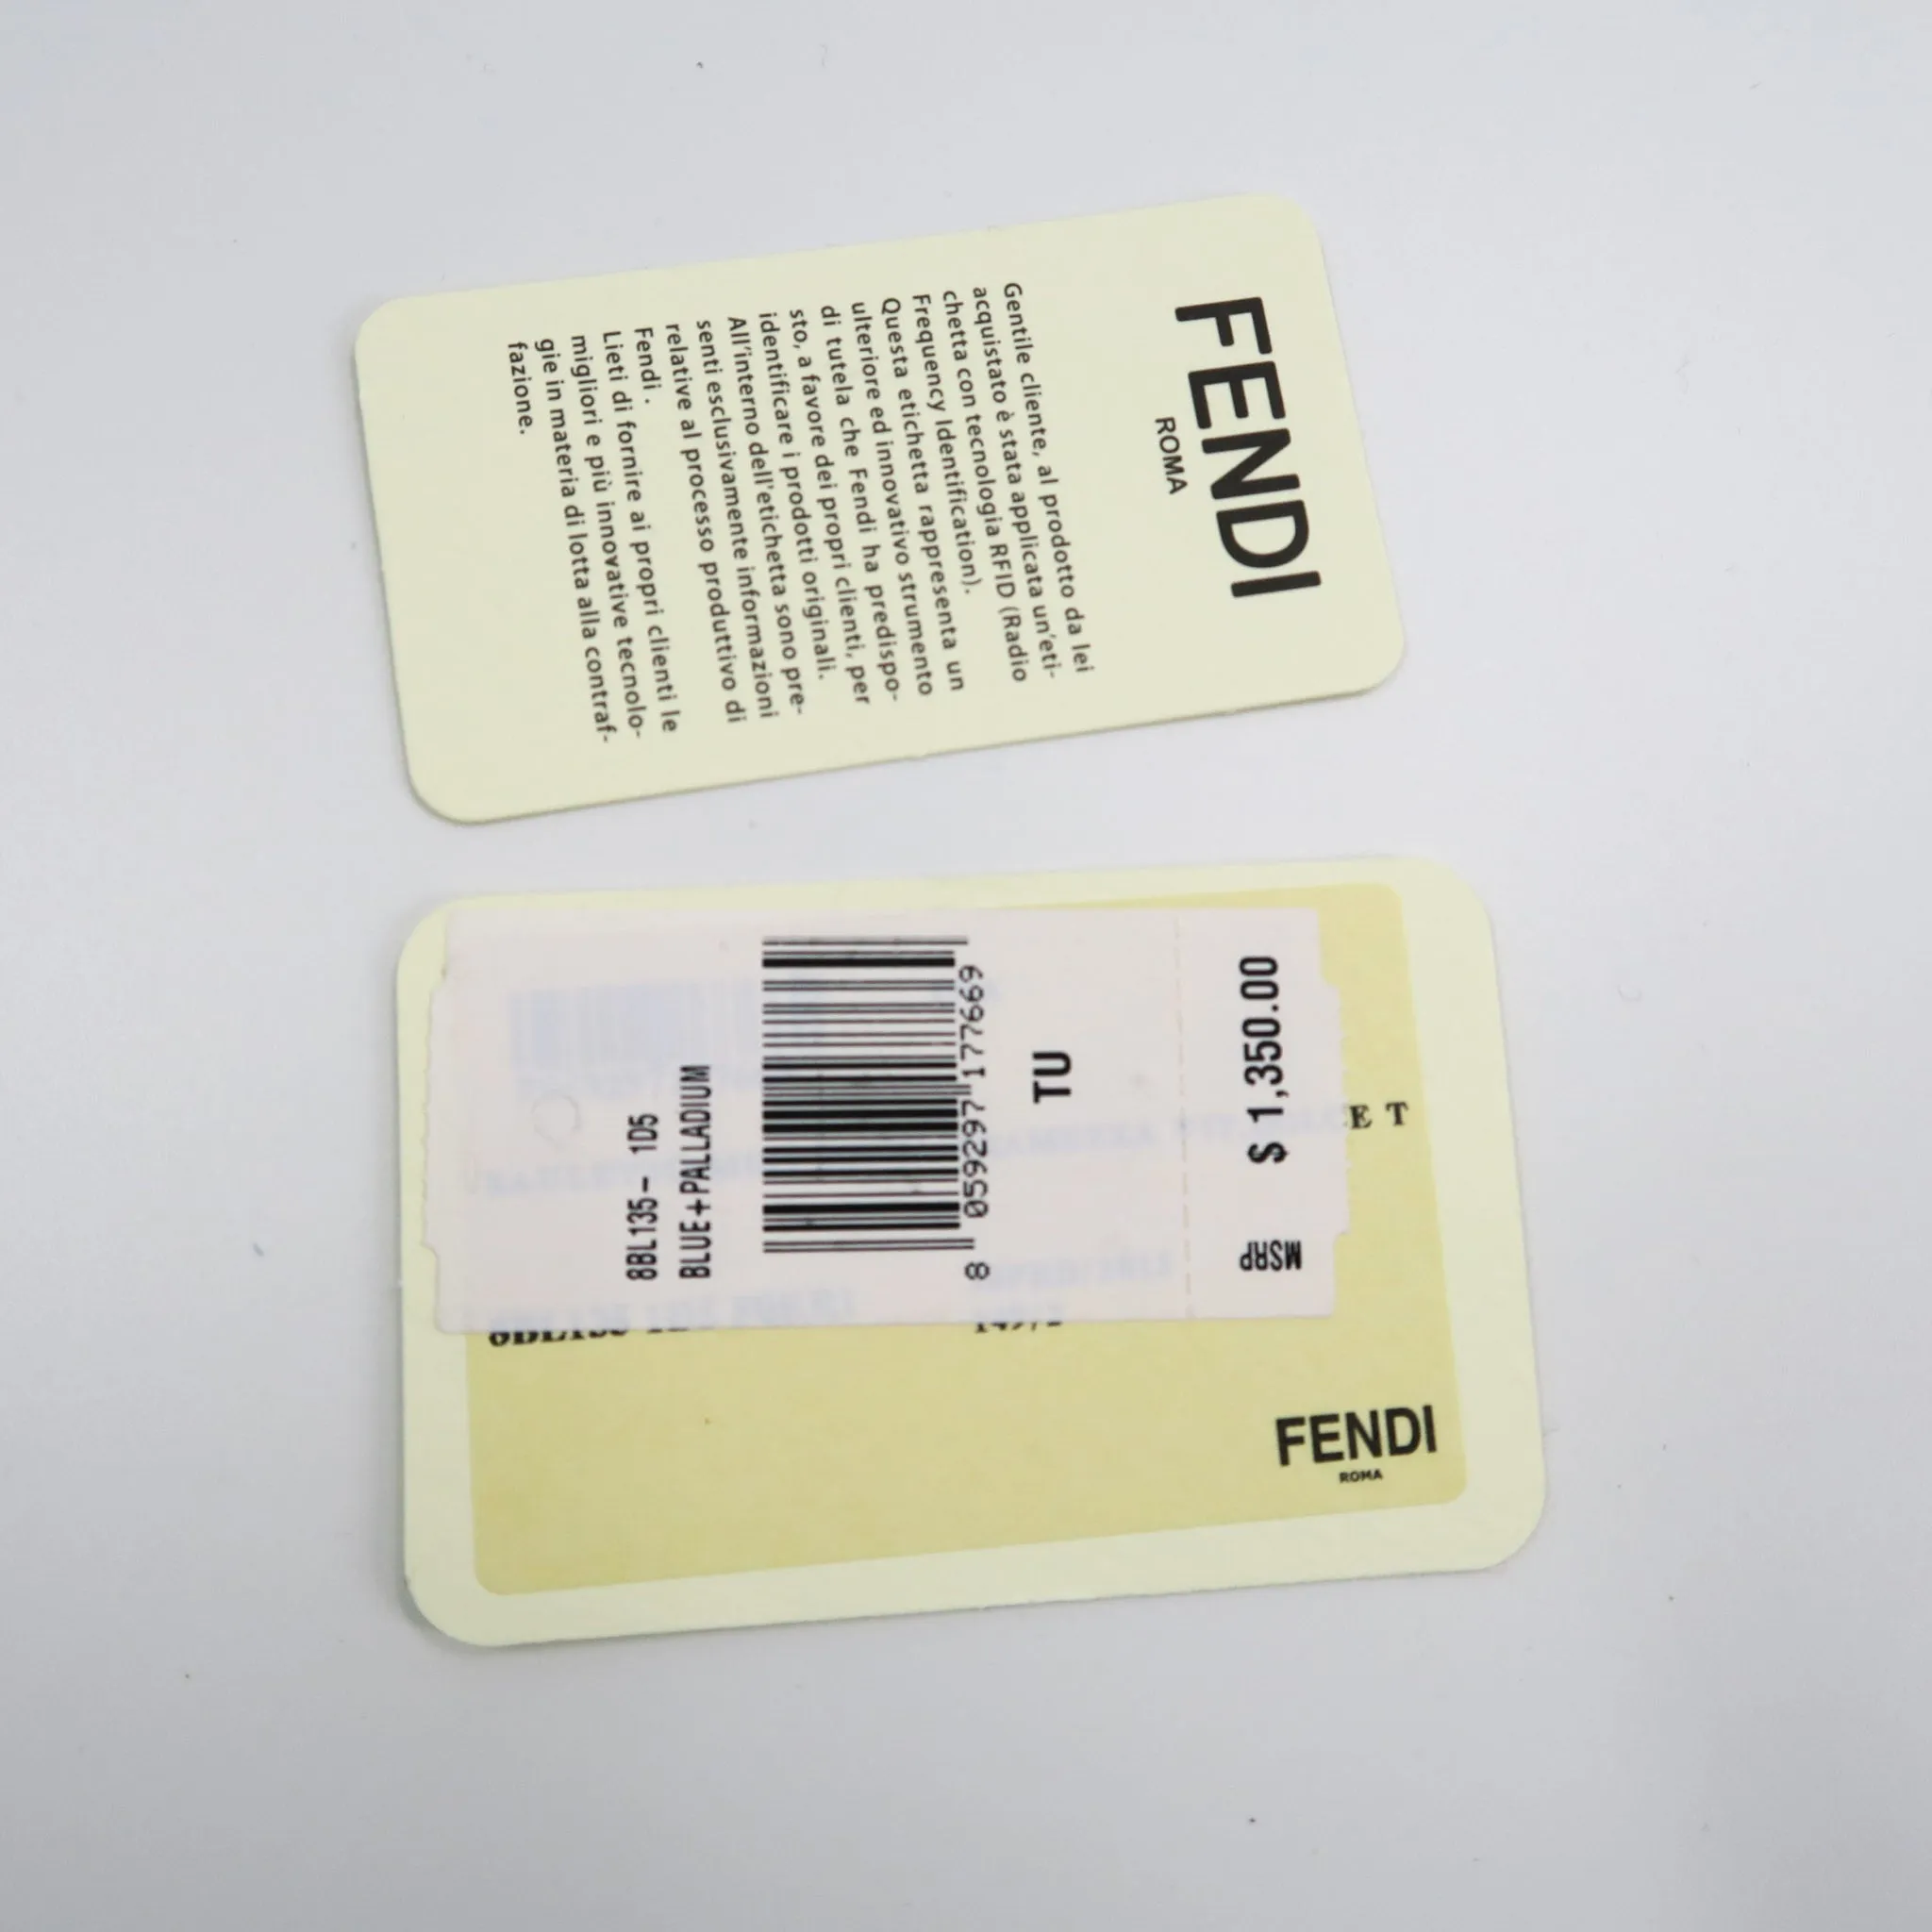 FENDI
ROMA
Gentile cliente, al prodotto da lei
acquistato è stata applicata un'eti-
chetta con tecnologia RFID (Radio
Frequency Identification).
Questa etichetta rappresenta un
ulteriore ed innovativo strumento
di tutela che Fendi ha predispo-
sto, a favore dei propri clienti, per
identificare i prodotti originali.
All'interno dell'etichetta sono pre-
senti esclusivamente informazioni
relative al processo produttivo di
Fendi.
Lieti di fornire ai propri clienti le
migliori e più innovative tecnolo-
gie in materia di lotta alla contraf-
fazione.
8BL135- 1D5
BLUE+PALLADIUM
8 059297 177669
TU
$ 1,350.00
MSRP
ET
FENDI
ROMA